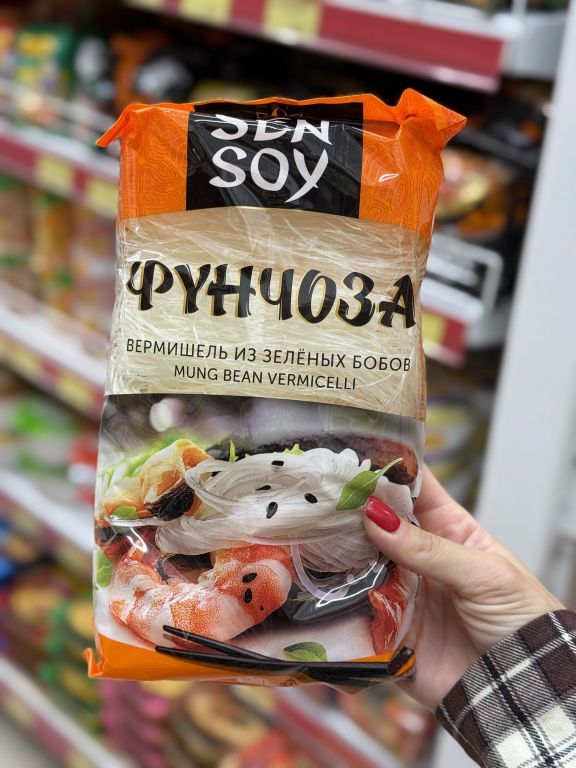 SEN
SOY
ФУНЧОЗА
ВЕРМИШЕЛЬ ИЗ ЗЕЛЁНЫХ БОБОВ
MUNG BEAN VERMICELLI